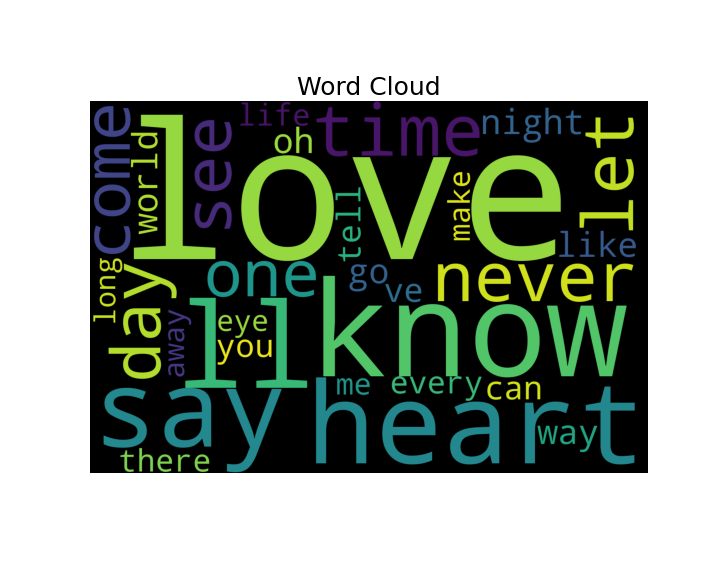 Word Cloud
love
come
world
see
life
oh
time
night
let
tell
make
like
long
day
one
go
ve
never
away
ll
eye
you
know
say
me
every
can
heart
way
there